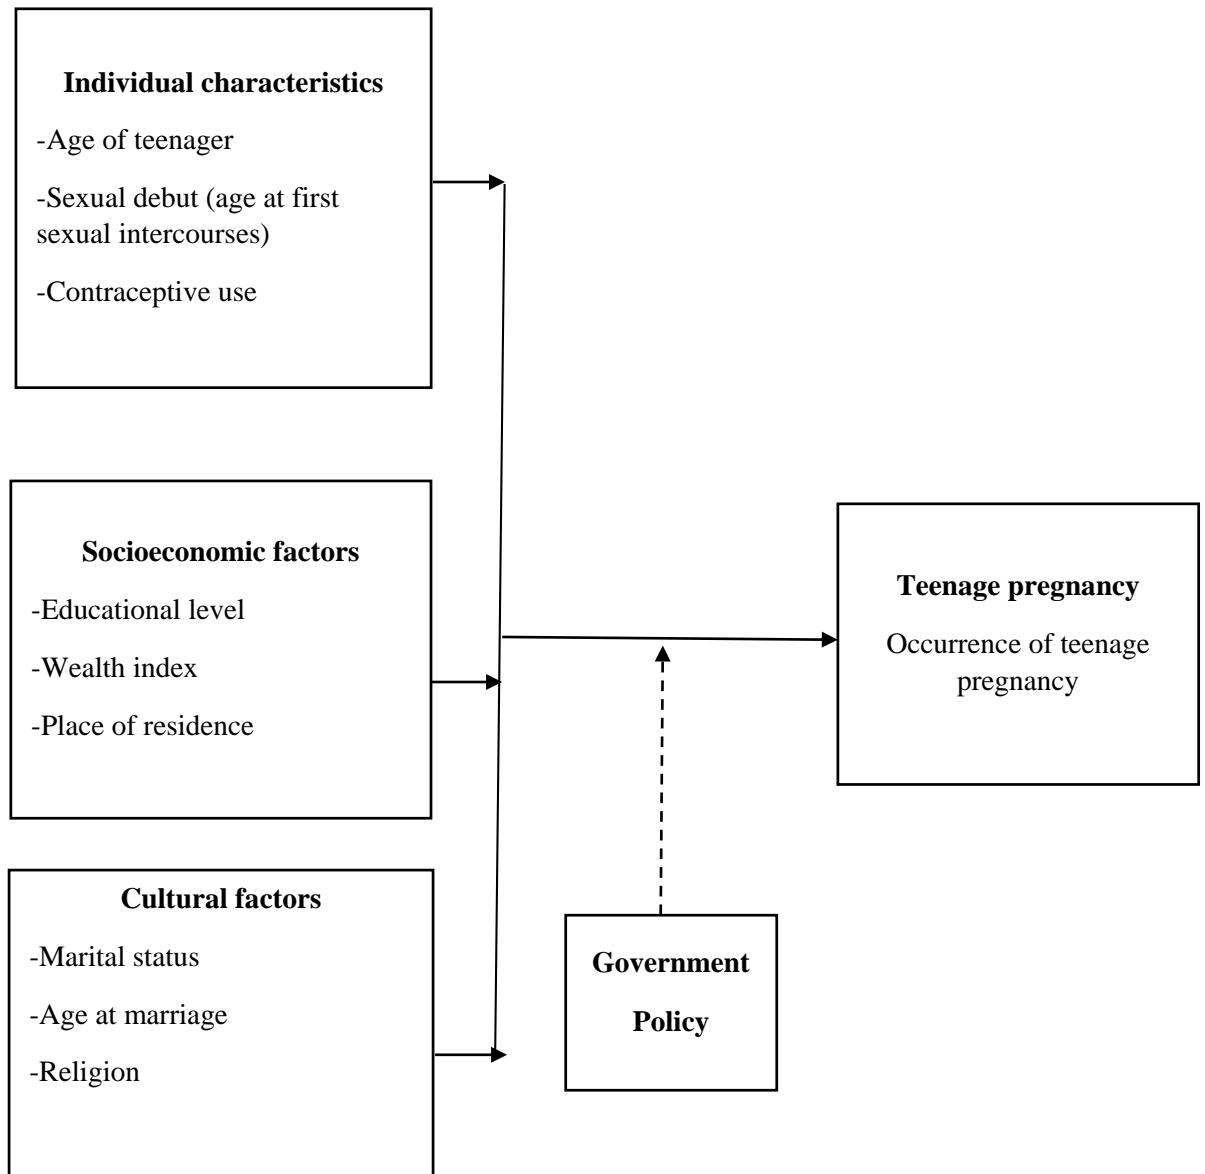 Individual characteristics
-Age of teenager
-Sexual debut (age at first
sexual intercourses)
-Contraceptive use
Socioeconomic factors
-Educational level
-Wealth index
-Place of residence
Teenage pregnancy
Occurrence of teenage
pregnancy
Cultural factors
-Marital status
-Age at marriage
-Religion
Government
Policy